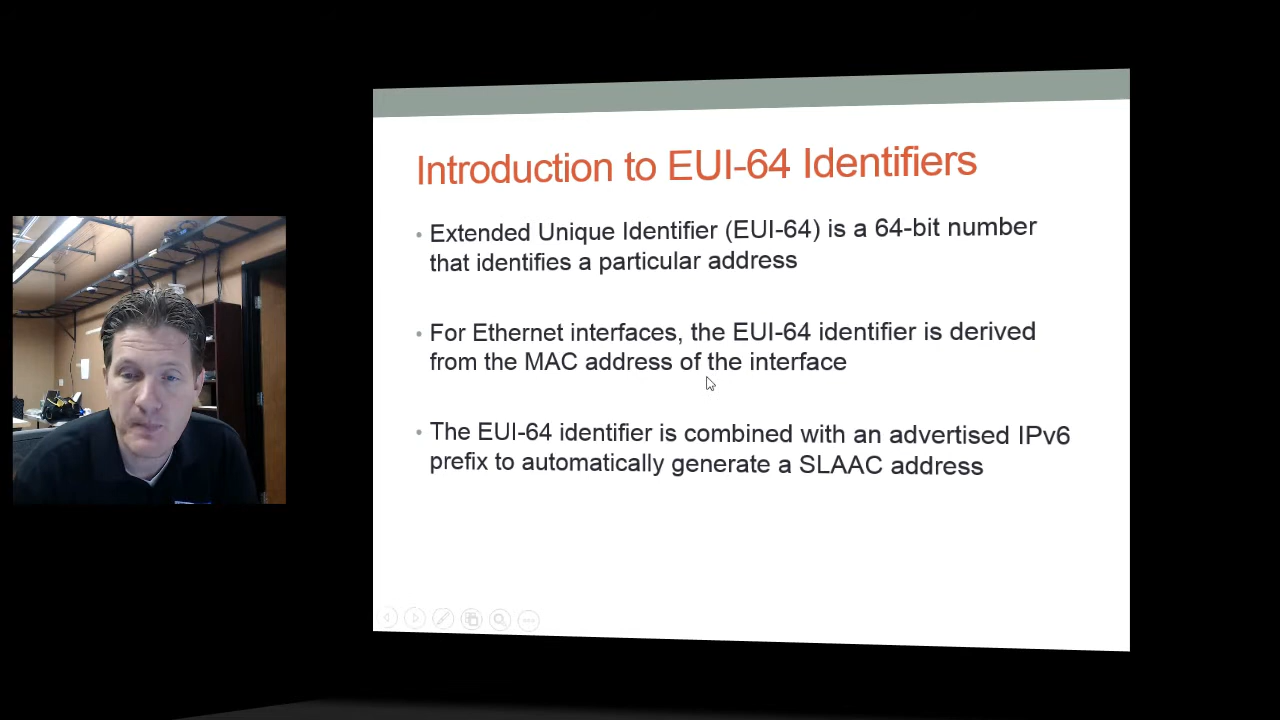 Introduction to EUI-64 Identifiers
• Extended Unique Identifier (EUI-64) is a 64-bit number
that identifies a particular address
• For Ethernet interfaces, the EUI-64 identifier is derived
from the MAC address of the interface
• The EUI-64 identifier is combined with an advertised IPv6
prefix to automatically generate a SLAAC address